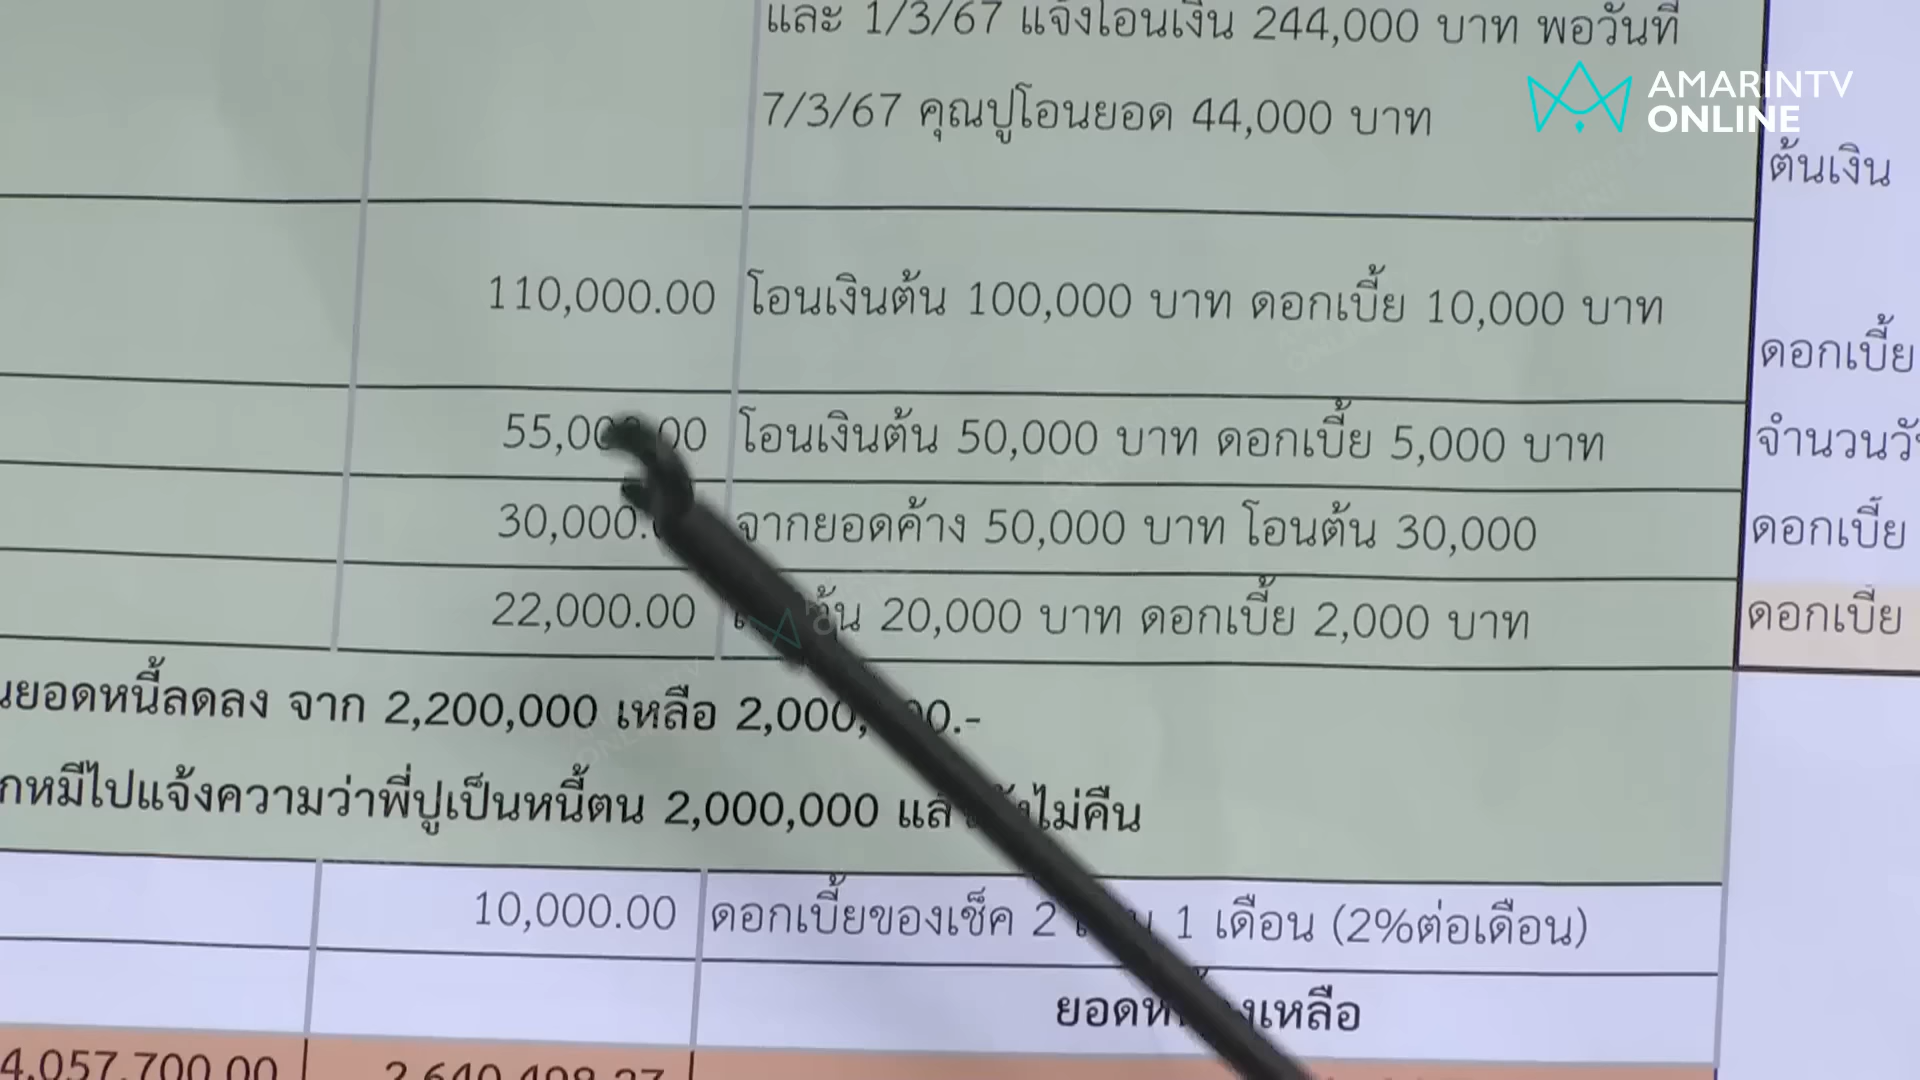 และ 1/3/67 แจ้งโอนเงิน 244,000 บาท พอวันที่
7/3/67 คุณปูโอนยอด 44,000 บาท
AMARINTV
ONLINE
ต้นเงิน
110,000.00 โอนเงินต้น 100,000 บาท ดอกเบี้ย 10,000 บาท
ดอกเบี้ย
55,000.00 โอนเงินต้น 50,000 บาท ดอกเบี้ย 5,000 บาท
30,000. จากยอดค้าง 50,000 บาท โอนต้น 30,000
ดอกเบี้ย
22,000.00 20,000 บาท ดอกเบี้ย 2,000 บาท
ดอกเบี้ย
ยอดหนี้ลดลง จาก 2,200,000 เหลือ 2,000,000.-
ไปแจ้งความว่าพี่ปูเป็นหนี้ตน 2,000,000 ไม่คืน
10,000.00 ดอกเบี้ยของเช็ค 2 1 เดือน (2%ต่อเดือน)
4,057,700.00